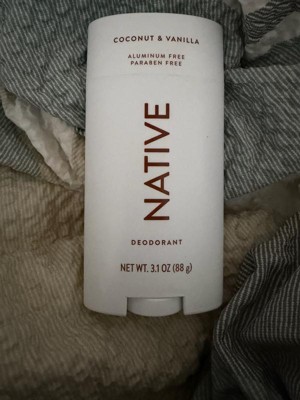 COCONUT & VANILLA
ALUMINUM FREE
PARABEN FREE
NATIVE
DEODORANT
NET WT. 3.1 OZ (88 g)